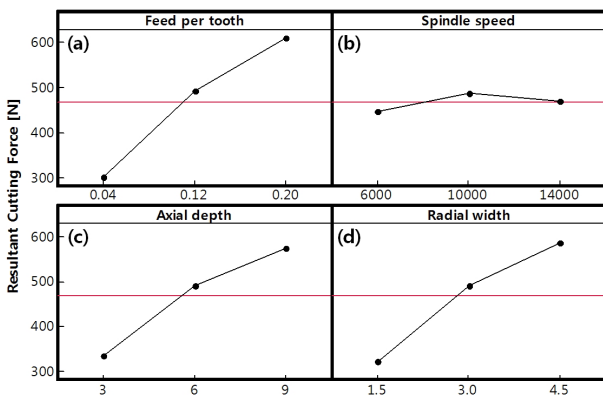 Feed per tooth
Spindle speed
(a)
(b)
600
500
400
300
0.04 0.12 0.20
6000 10000 14000
Resultant Cutting Force [N]
Axial depth
Radial width
(c)
(d)
600
500
400
300
3 6 9
1.5 3.0 4.5